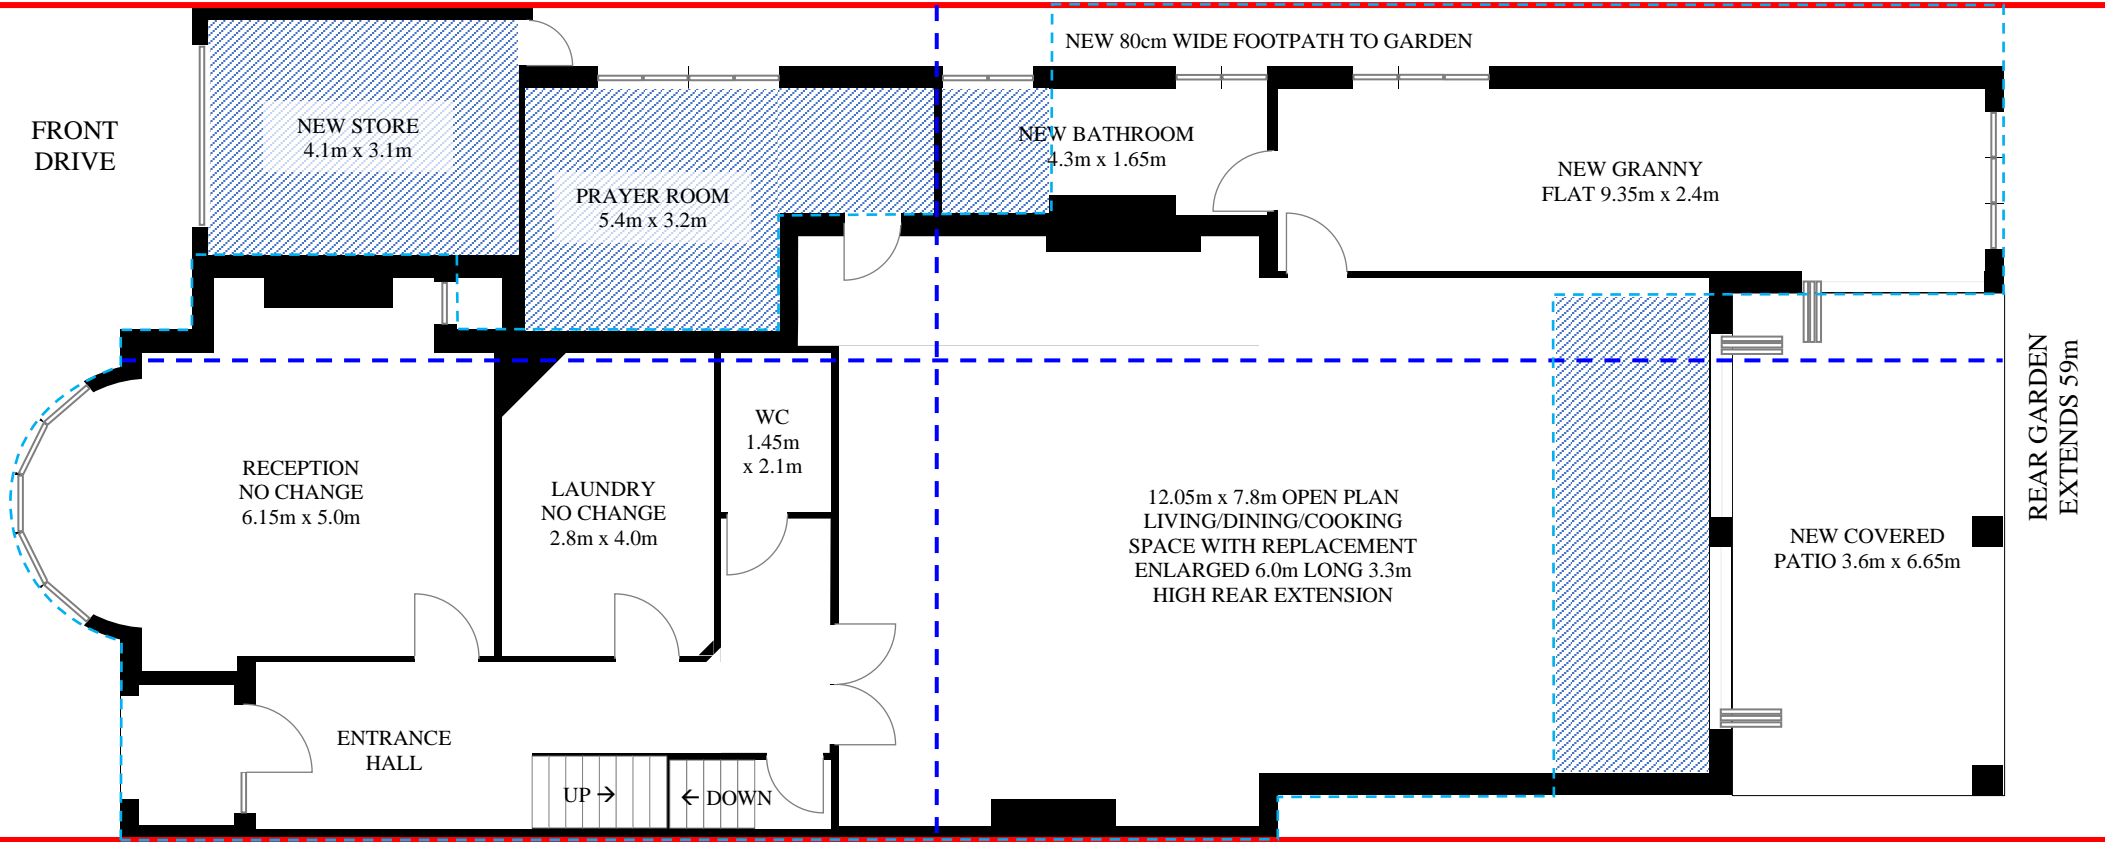 NEW 80cm WIDE FOOTPATH TO GARDEN
FRONT
DRIVE
NEW STORE
4.1m x 3.1m
NEW BATHROOM
4.3m x 1.65m
PRAYER ROOM
5.4m x 3.2m
NEW GRANNY
FLAT 9.35m x 2.4m
REAR GARDEN
EXTENDS 59m
WC
1.45m
x 2.1m
RECEPTION
NO CHANGE
6.15m x 5.0m
LAUNDRY
NO CHANGE
2.8m x 4.0m
12.05m x 7.8m OPEN PLAN
LIVING/DINING/COOKING
SPACE WITH REPLACEMENT
ENLARGED 6.0m LONG 3.3m
HIGH REAR EXTENSION
NEW COVERED
PATIO 3.6m x 6.65m
ENTRANCE
HALL
UP →
← DOWN